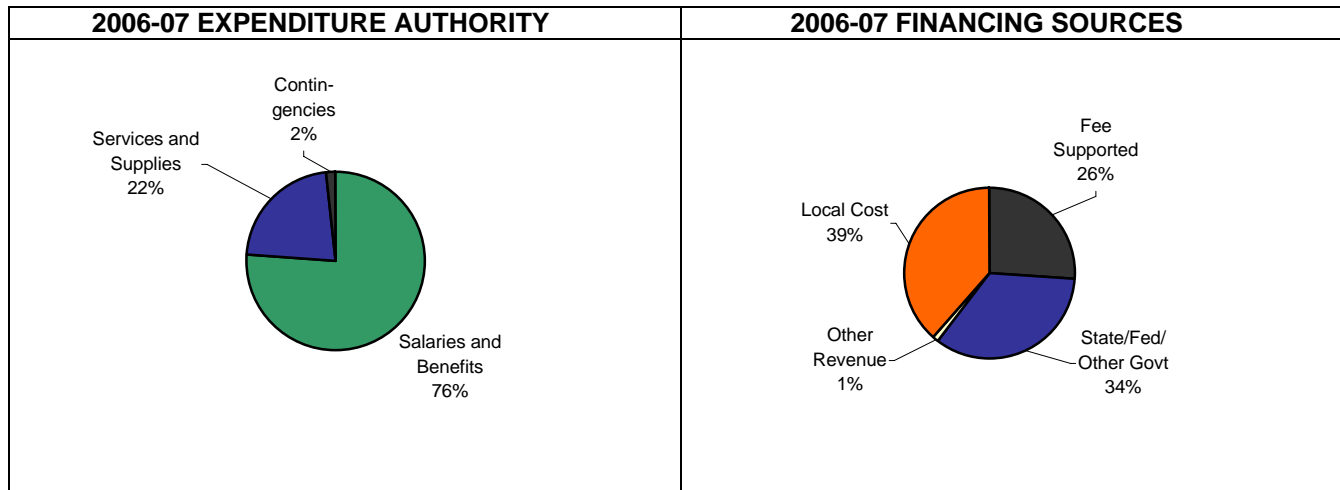 2006-07 EXPENDITURE AUTHORITY
2006-07 FINANCING SOURCES
Contin-
gencies
2%
Services and
Supplies
22%
Salaries and
Benefits
76%
Fee
Supported
26%
Local Cost
39%
Other
Revenue
1%
State/Fed/
Other Govt
34%